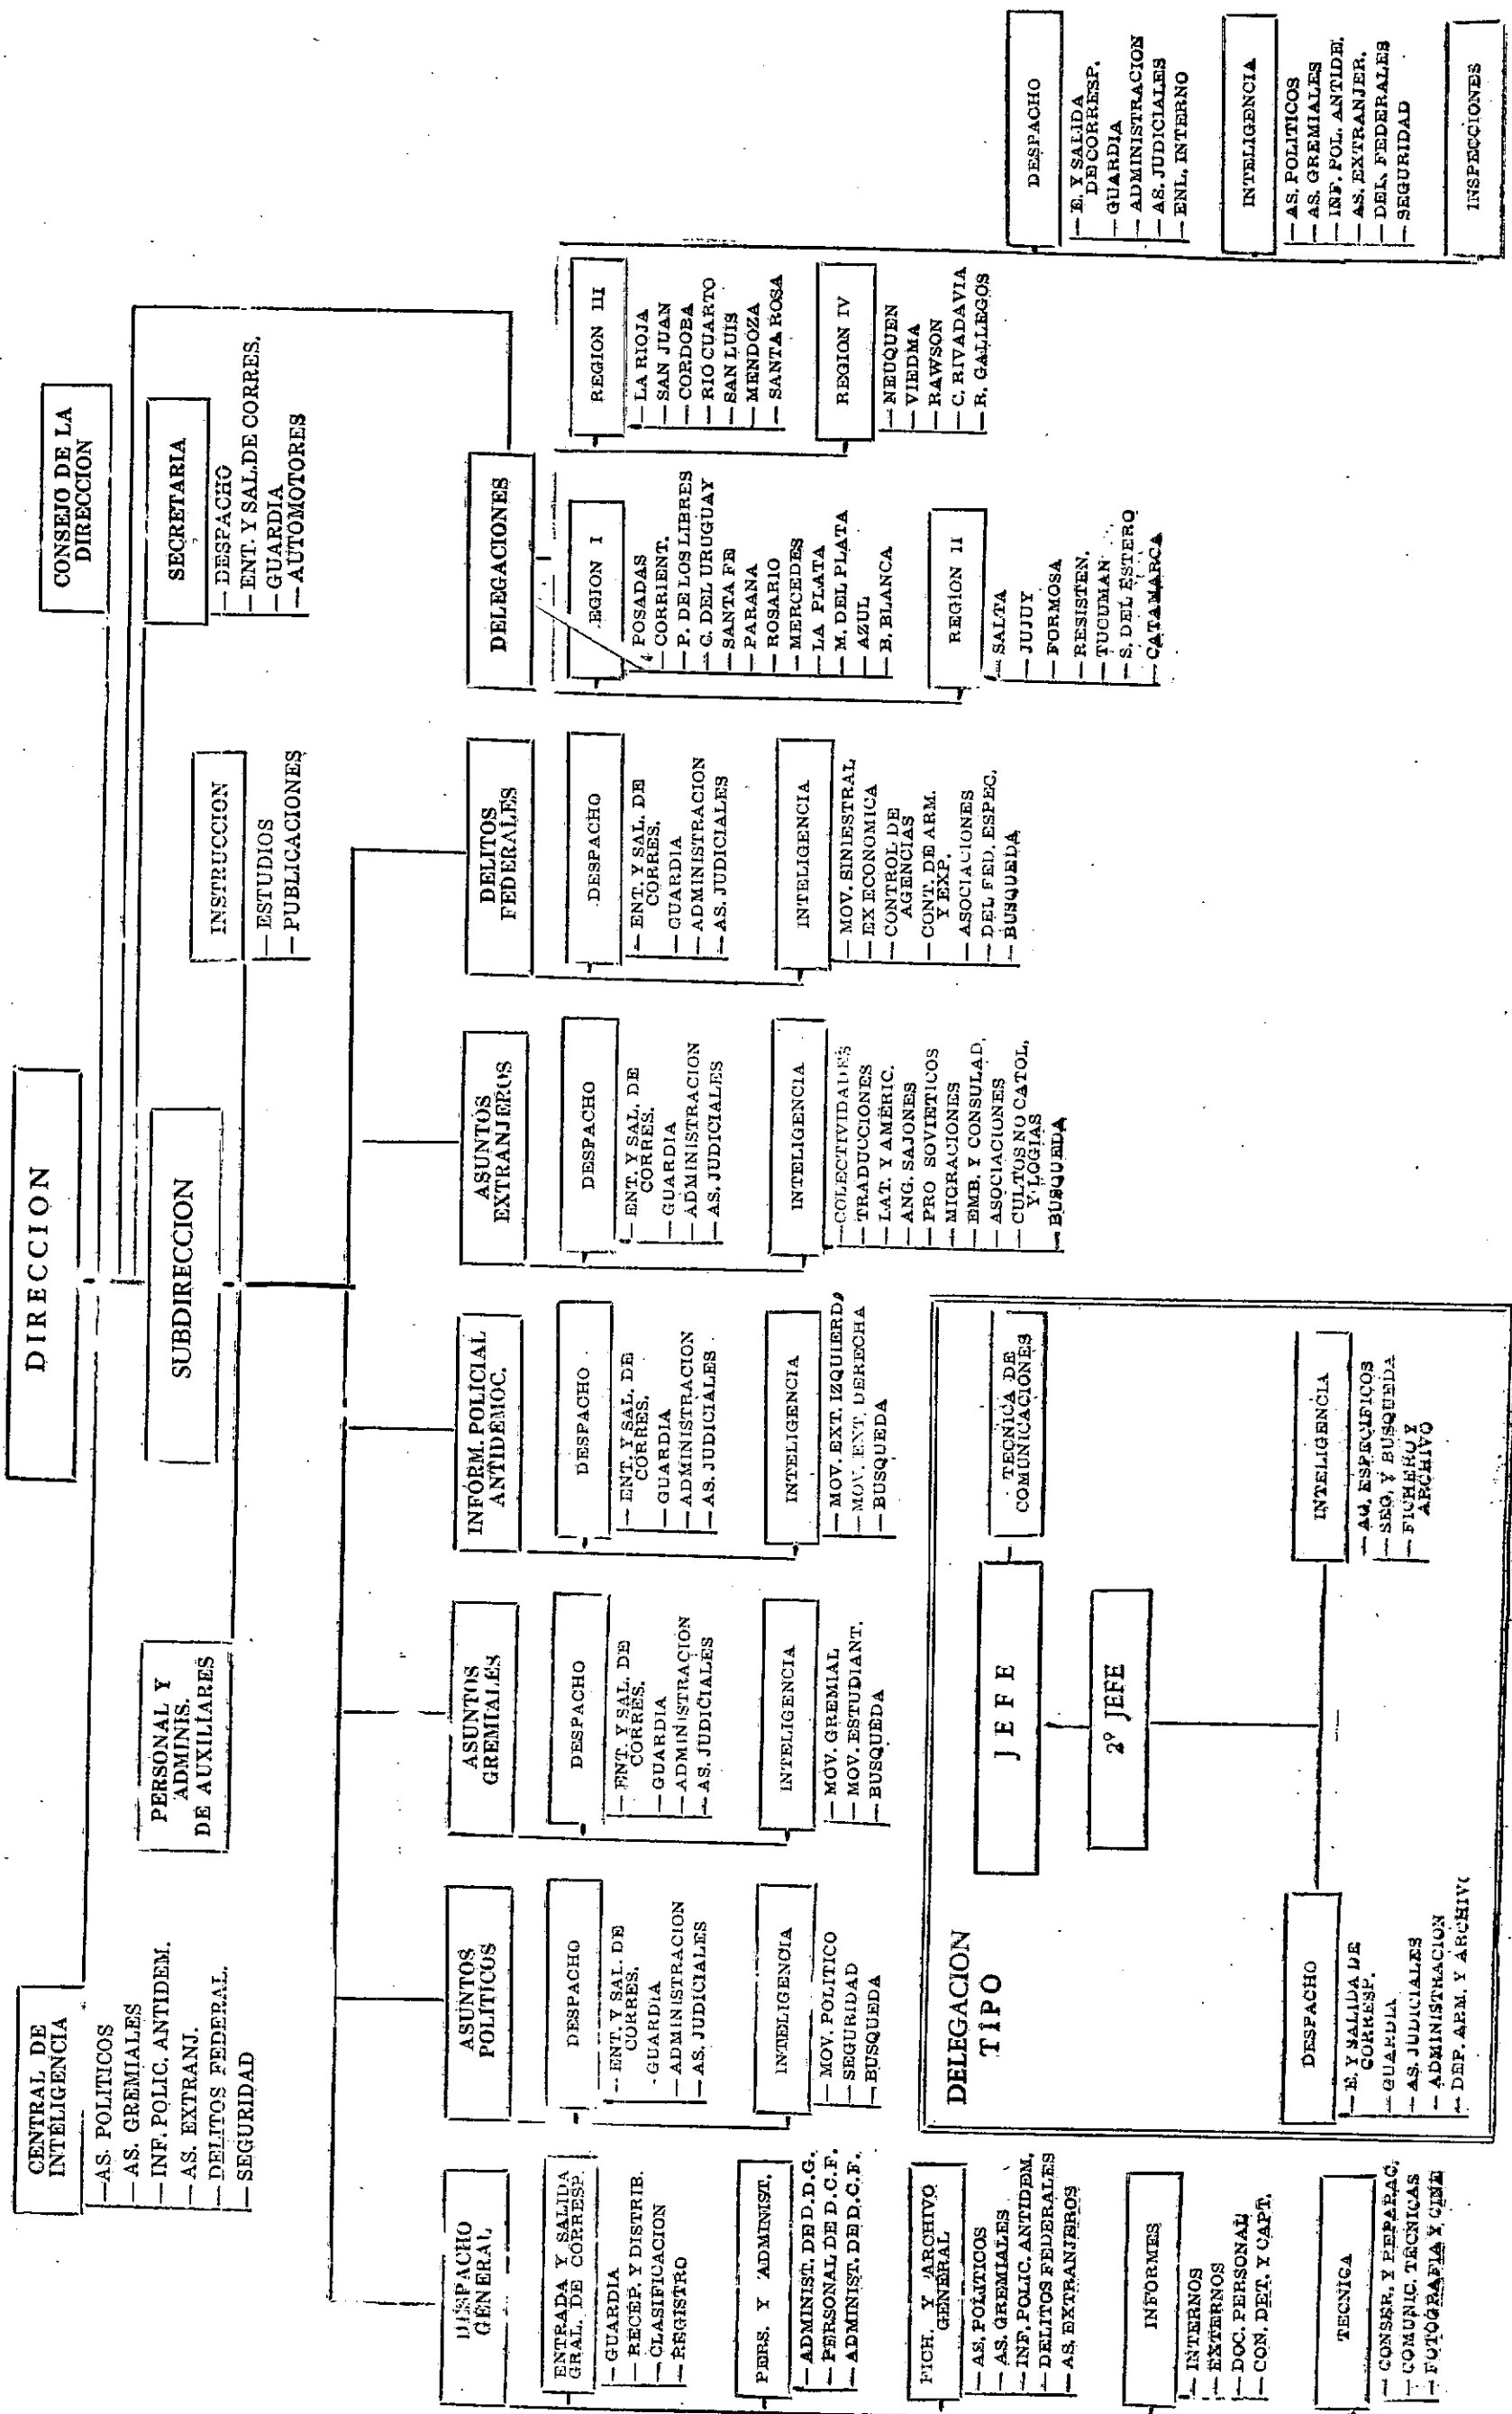 DIRECCION
CENTRAL DE
INTELIGENCIA
AS. POLITICOS
AS. GREMIALES
INF. POLIC. ANTIDEM.
AS. EXTRANJ.
DELITOS FEDERAL.
SEGURIDAD
CONSEJO DE LA
DIRECCION
SECRETARIA
DESPACHO
ENT. Y SAL. DE CORRES.
GUARDIA
AUTOMOTORES
SUBDIRECCION
PERSONAL Y
ADMINIS.
DE AUXILIARES
INSTRUCCION
ESTUDIOS
PUBLICACIONES
DESPACHO
GENERAL
ENTRADA Y SALIDA
GRAL. DE CORRESP.
GUARDIA
RECEP. Y DISTRIB.
CLASIFICACION
REGISTRO
PERS. Y ADMINIST.
ADMINIST. DE D.D.G.
PERSONAL DE D.C.F.
ADMINIST. DE D.C.F.
FICH. Y ARCHIVO
GENERAL
AS. POLITICOS
AS. GREMIALES
INF. POLIC. ANTIDEM.
DELITOS FEDERALES
AS. EXTRANJEROS
INFORMES
INTERNOS
EXTERNOS
DOC. PERSONAL
CON. DET. Y CAPT.
TECNICA
CONSER. Y REPARAC.
COMUNIC. TECNICAS
FOTOGRAFIA Y CINE
ASUNTOS
POLITICOS
DESPACHO
ENT. Y SAL. DE
CORRES.
GUARDIA
ADMINISTRACION
AS. JUDICIALES
INTELIGENCIA
MOV. POLITICO
SEGURIDAD
BUSQUEDA
ASUNTOS
GREMIALES
DESPACHO
ENT. Y SAL. DE
CORRES.
GUARDIA
ADMINISTRACION
AS. JUDICIALES
INTELIGENCIA
MOV. GREMIAL
MOV. ESTUDIANT.
BUSQUEDA
INFORM. POLICIAL
ANTIDEMOC.
DESPACHO
ENT. Y SAL. DE
CORRES.
GUARDIA
ADMINISTRACION
AS. JUDICIALES
INTELIGENCIA
MOV. EXT. IZQUIERD
MOV. EXT. DERECHA
BUSQUEDA
ASUNTOS
EXTRANJEROS
DESPACHO
ENT. Y SAL. DE
CORRES.
GUARDIA
ADMINISTRACION
AS. JUDICIALES
INTELIGENCIA
COLECTIVIDADES
TRADUCCIONES
LAT. Y AMERIC.
ANG. SAJONES
PRO SOVIETICOS
MIGRACIONES
EMB. Y CONSULAD.
ASOCIACIONES
CULTOS NO CATOL.
Y LOGIAS
BUSQUEDA
DELITOS
FEDERALES
DESPACHO
ENT. Y SAL. DE
CORRES.
GUARDIA
ADMINISTRACION
AS. JUDICIALES
INTELIGENCIA
MOV. SINIESTRAL
EX ECONOMICA
CONTROL DE
AGENCIAS
CONT. DE ARM.
Y EXP.
ASOCIACIONES
DEL FED. ESPEC.
BUSQUEDA
DELEGACIONES
EGION I
POSADAS
CORRIENT.
P. DE LOS LIBRES
C. DEL URUGUAY
SANTA FE
PARANA
ROSARIO
MERCEDES
LA PLATA
M. DEL PLATA
AZUL
B. BLANCA
REGION II
SALTA
JUJUY
FORMOSA
RESISTEN.
TUCUMAN
S. DEL ESTERO
CATAMARCA
REGION III
LA RIOJA
SAN JUAN
CORDOBA
RIO CUARTO
SAN LUIS
MENDOZA
SANTA ROSA
REGION IV
NEUQUEN
VIEDMA
RAWSON
C. RIVADAVIA
R. GALLEGOS
DESPACHO
E. Y SALIDA
DE CORRESP.
GUARDIA
ADMINISTRACION
AS. JUDICIALES
ENL. INTERNO
INTELIGENCIA
AS. POLITICOS
AS. GREMIALES
INF. POL. ANTIDE.
AS. EXTRANJER.
DEL. FEDERALES
SEGURIDAD
INSPECCIONES
DELEGACION
TIPO
JEFE
TECNICA DE
COMUNICACIONES
2º JEFE
DESPACHO
E. Y SALIDA DE
CORRESP.
GUARDIA
AS. JUDICIALES
ADMINISTRACION
DEP. ARM. Y ARCHIVO
INTELIGENCIA
AG. ESPECIFICOS
SEG. Y BUSQUEDA
FICHERO Y
ARCHIVO